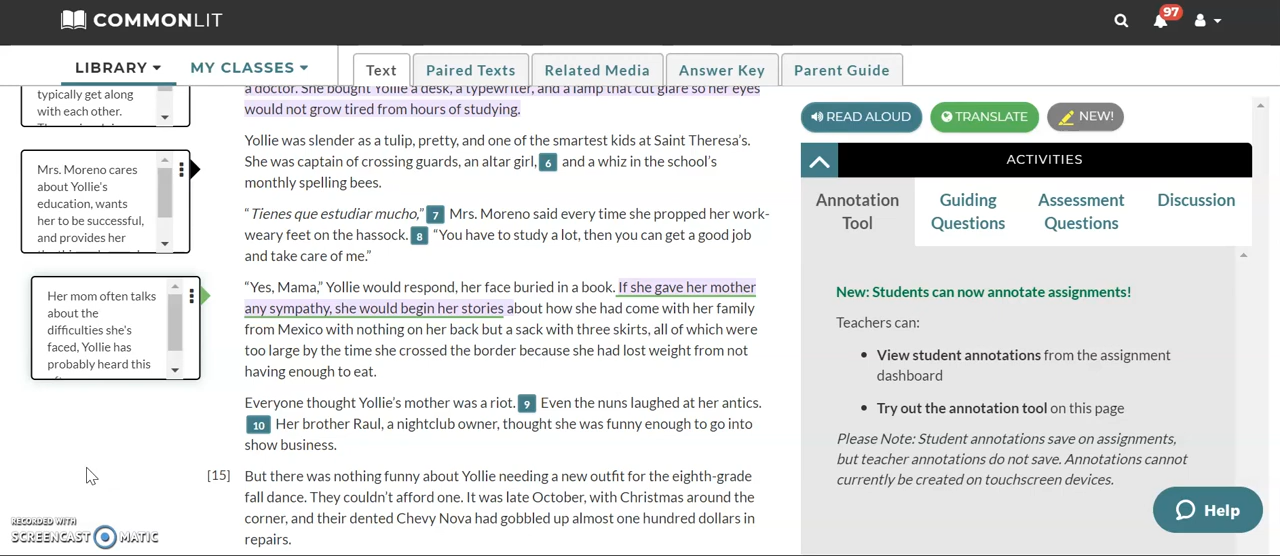 COMMONLIT
97
LIBRARY
MY CLASSES
Text
Paired Texts
Related Media
Answer Key
Parent Guide
typically get along
with each other.
Mrs. Moreno cares
about Yollie's
education, wants
her to be successful,
and provides her
Her mom often talks
about the
difficulties she's
faced, Yollie has
probably heard this
a doctor. She bought Yollie a desk, a typewriter, and a lamp that cut glare so her eyes
would not grow tired from hours of studying.
Yollie was slender as a tulip, pretty, and one of the smartest kids at Saint Theresa's.
She was captain of crossing guards, an altar girl, 6 and a whiz in the school's
monthly spelling bees.
“Tienes que estudiar mucho,” 7 Mrs. Moreno said every time she propped her work-
weary feet on the hassock. 8 “You have to study a lot, then you can get a good job
and take care of me.”
“Yes, Mama,” Yollie would respond, her face buried in a book. If she gave her mother
any sympathy, she would begin her stories about how she had come with her family
from Mexico with nothing on her back but a sack with three skirts, all of which were
too large by the time she crossed the border because she had lost weight from not
having enough to eat.
Everyone thought Yollie's mother was a riot. 9 Even the nuns laughed at her antics.
10 Her brother Raul, a nightclub owner, thought she was funny enough to go into
show business.
[15] But there was nothing funny about Yollie needing a new outfit for the eighth-grade
fall dance. They couldn't afford one. It was late October, with Christmas around the
corner, and their dented Chevy Nova had gobbled up almost one hundred dollars in
repairs.
READ ALOUD
TRANSLATE
NEW!
ACTIVITIES
Annotation
Tool
Guiding
Questions
Assessment
Questions
Discussion
New: Students can now annotate assignments!
Teachers can:
• View student annotations from the assignment
dashboard
• Try out the annotation tool on this page
Please Note: Student annotations save on assignments,
but teacher annotations do not save. Annotations cannot
currently be created on touchscreen devices.
Help
RECORDED WITH
SCREENCAST MATIC